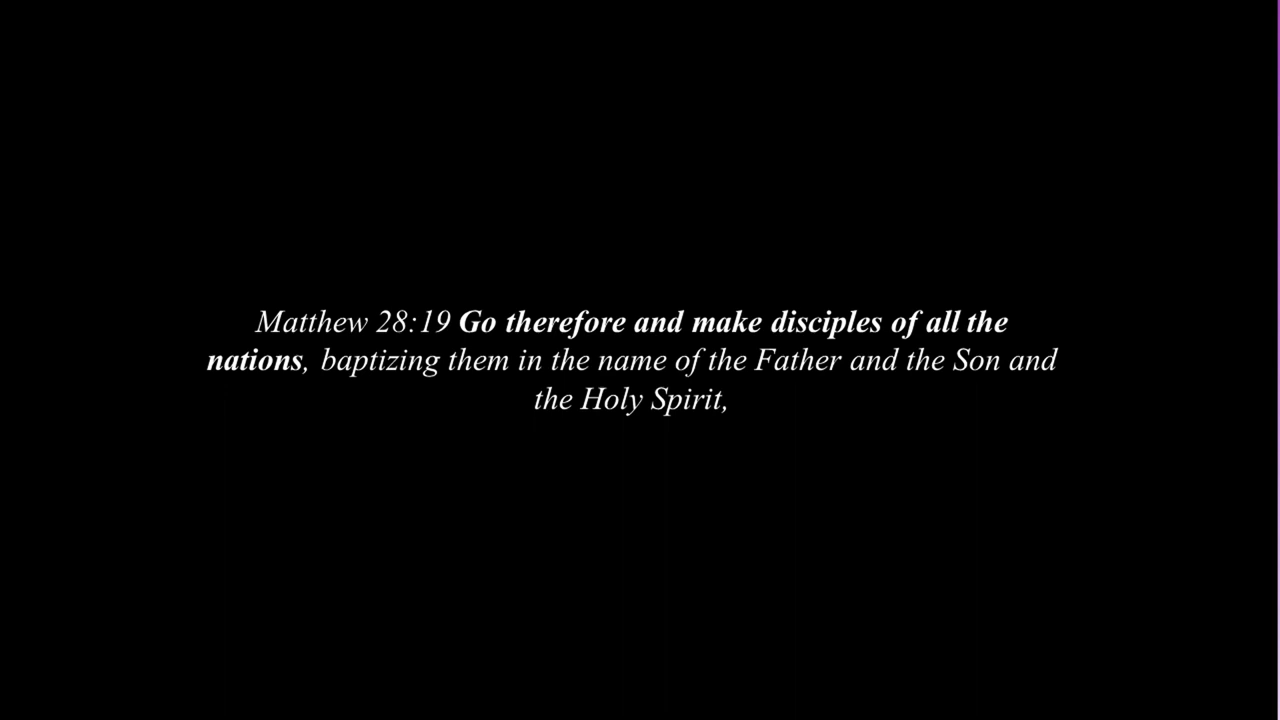 Matthew 28:19 Go therefore and make disciples of all the
nations, baptizing them in the name of the Father and the Son and
the Holy Spirit,